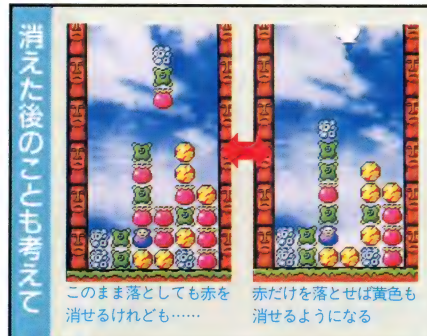 消えた後のことも考えて
このまま落としても赤を
消せるけれども……
赤だけを落とせば黄色も
消せるようになる